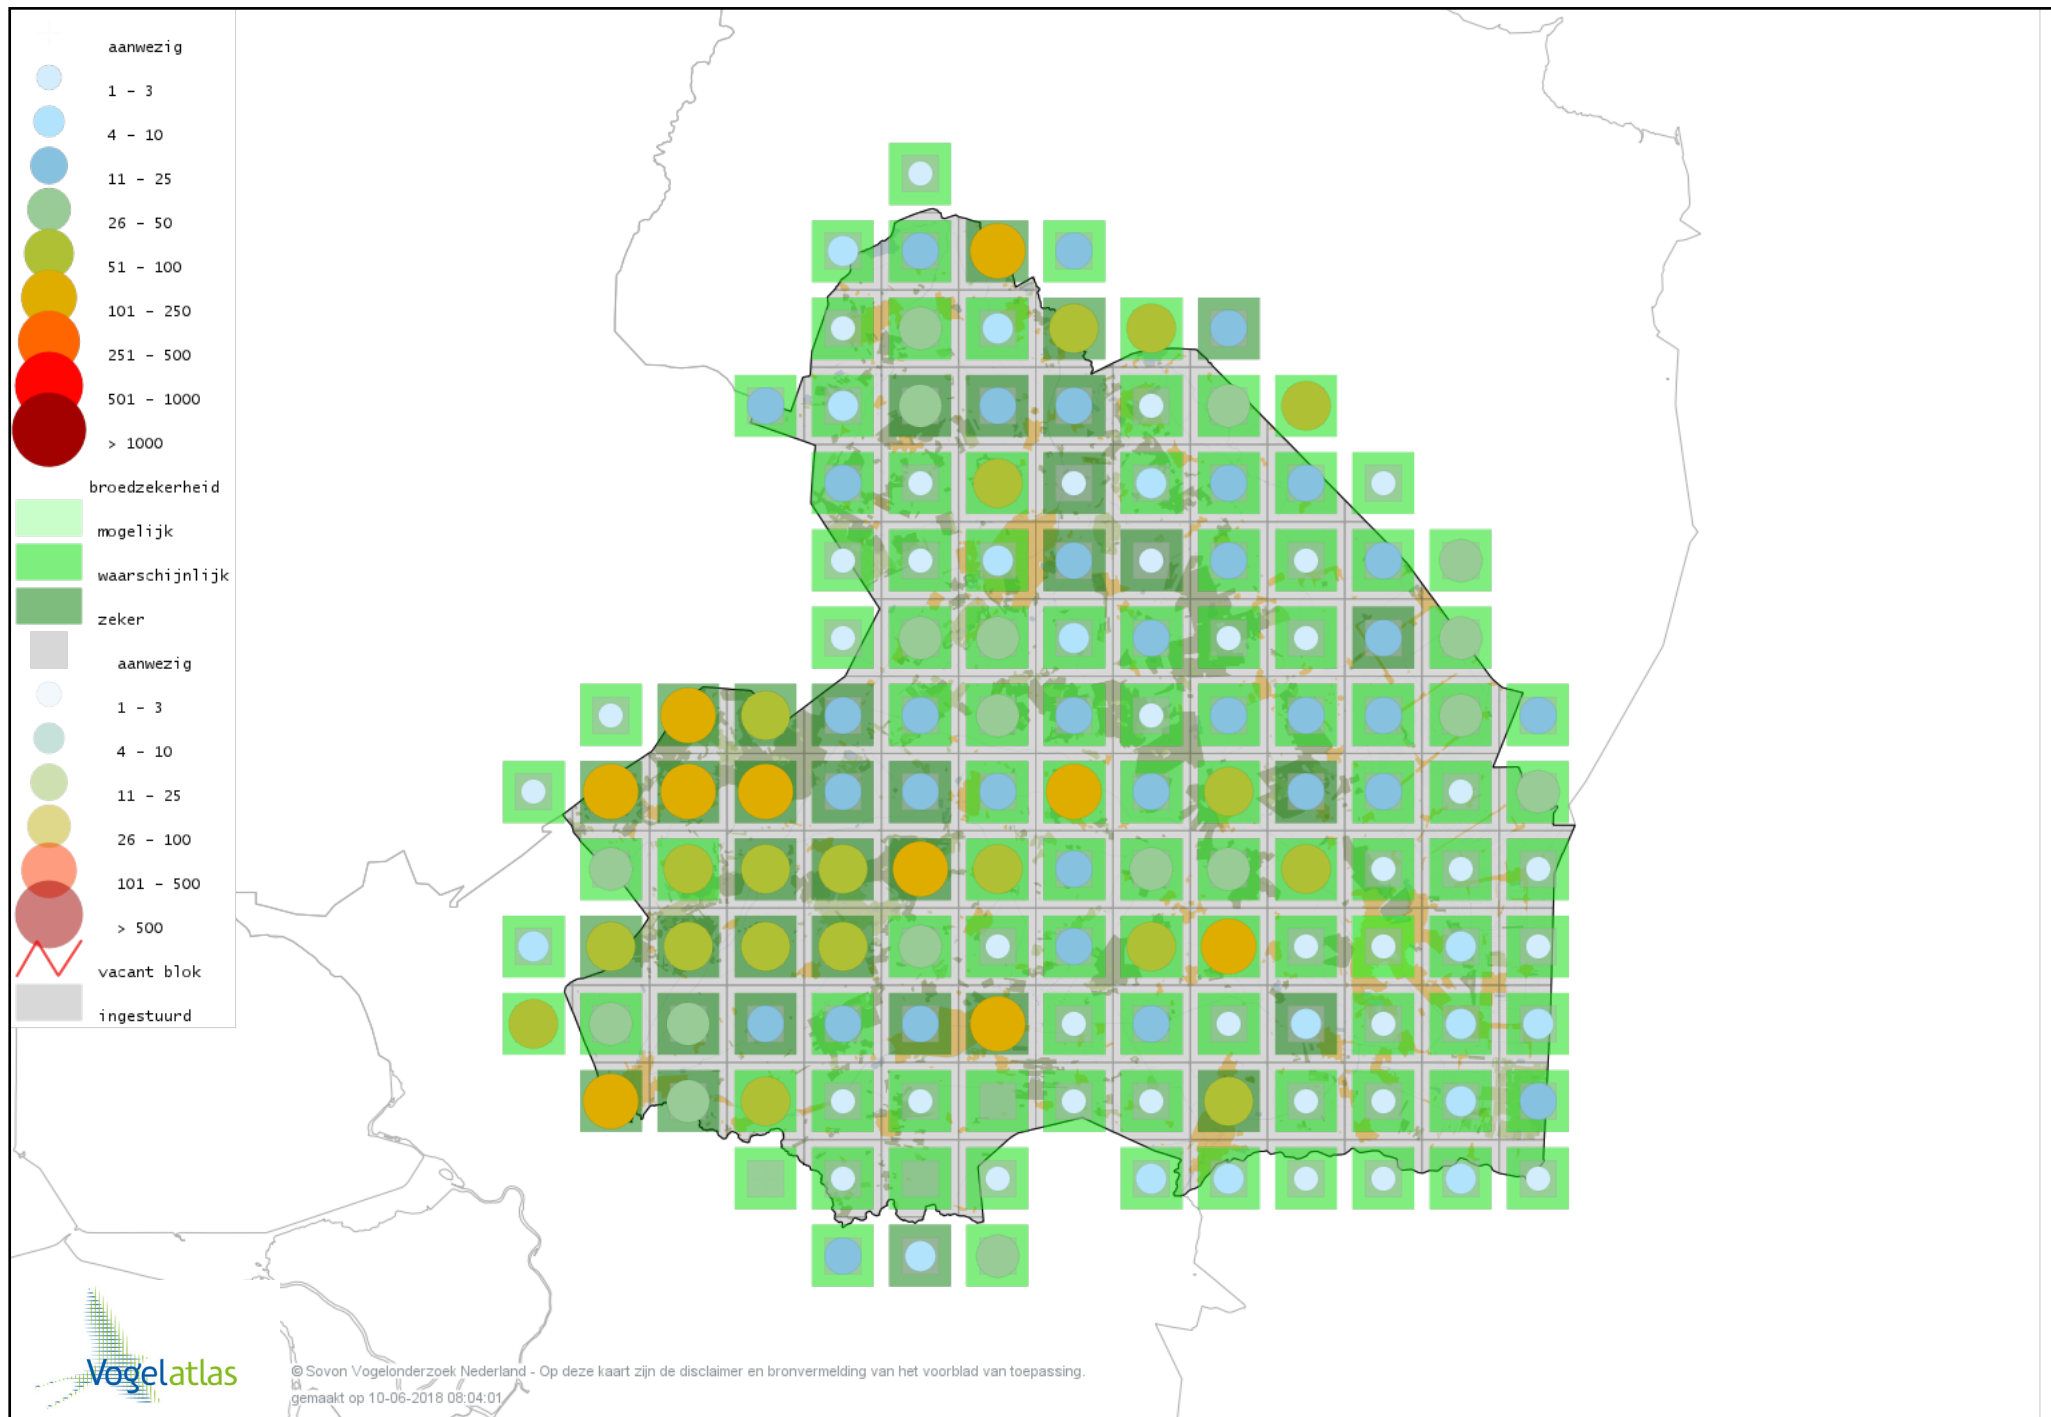 aanwezig
1 - 3
4 - 10
11 - 25
26 - 50
51 - 100
101 - 250
251 - 500
501 - 1000
> 1000
broedzekerheid
mogelijk
waarschijnlijk
zeker
aanwezig
1 - 3
4 - 10
11 - 25
26 - 100
101 - 500
> 500
vacant blok
ingestuurd
Vogelatlas
© Sovon Vogelonderzoek Nederland - Op deze kaart zijn de disclaimer en bronvermelding van het voorblad van toepassing.
gemaakt op 10-06-2018 08:04:01